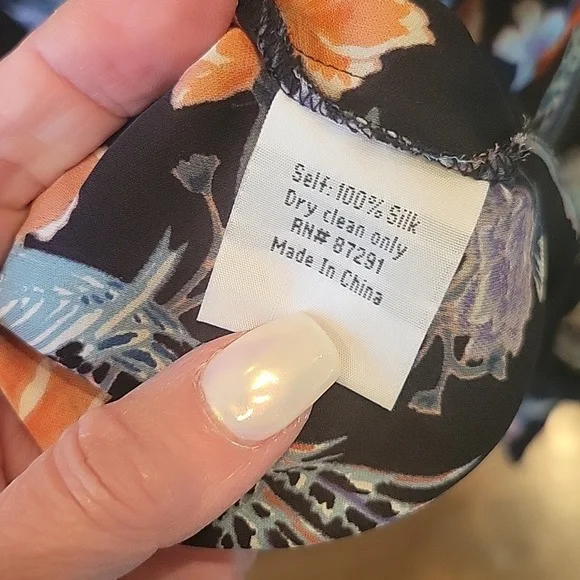 Self: 100% Silk
Dry clean only
RN# 87291
Made In China